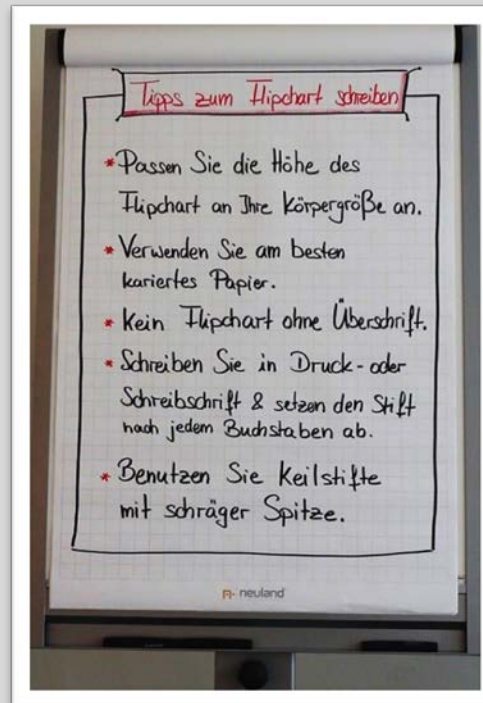 Tipps zum Flipchart schreiben
* Passen Sie die Höhe des
Flipchart an Ihre Körpergröße an.
* Verwenden Sie am besten
kariertes Papier.
* Kein Flipchart ohne Überschrift.
* Schreiben Sie in Druck- oder
Schreibschrift & setzen den Stift
nach jedem Buchstaben ab.
* Benutzen Sie Keilstifte
mit schräger Spitze.
neuland